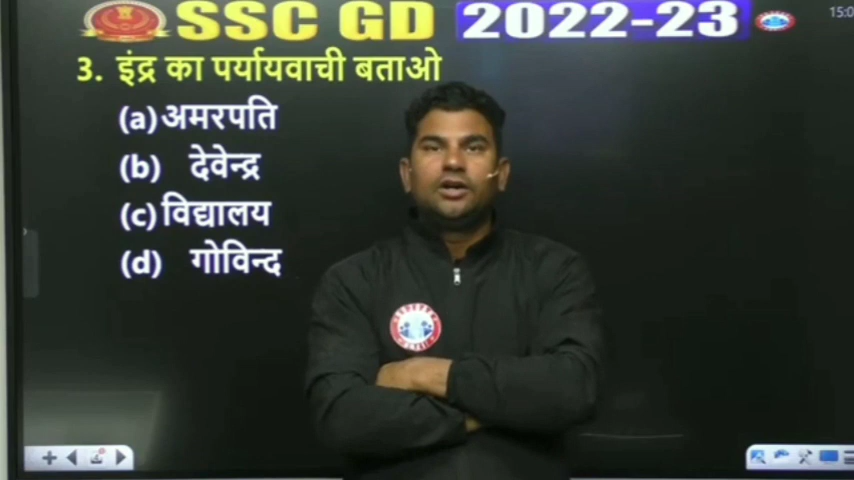 SSC GD 2022-23
15:0
3. इंद्र का पर्यायवाची बताओ
(a) अमरपति
(b) देवेन्द्र
(c) विद्यालय
(d) गोविन्द